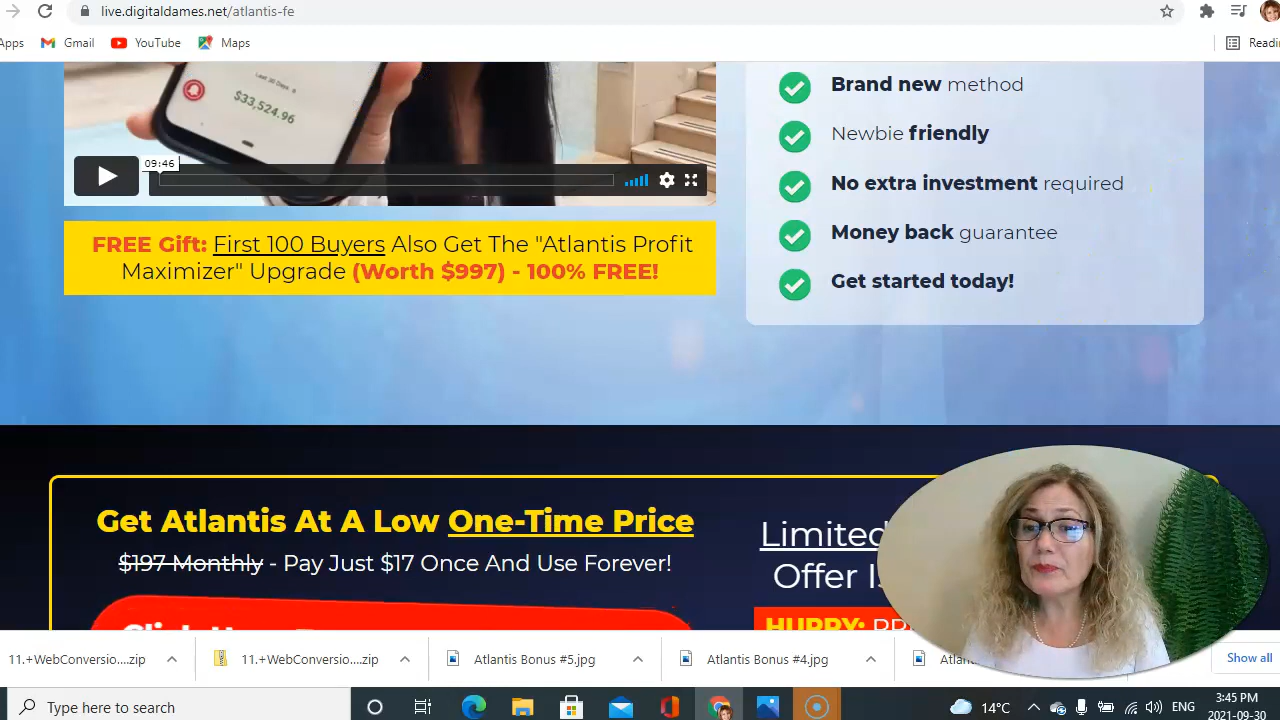 live.digitaldames.net/atlantis-fe
Apps Gmail YouTube Maps
Last 30 Days
$33,524.96
09:46
Brand new method
Newbie friendly
No extra investment required
Money back guarantee
Get started today!
FREE Gift: First 100 Buyers Also Get The "Atlantis Profit
Maximizer" Upgrade (Worth $997) - 100% FREE!
Get Atlantis At A Low One-Time Price
$197 Monthly - Pay Just $17 Once And Use Forever!
Limited
Offer
HURRY:
11.+WebConversio....zip
11.+WebConversio....zip
Atlantis Bonus #5.jpg
Atlantis Bonus #4.jpg
Show all
Type here to search
14°C
ENG
3:45 PM
2021-09-30